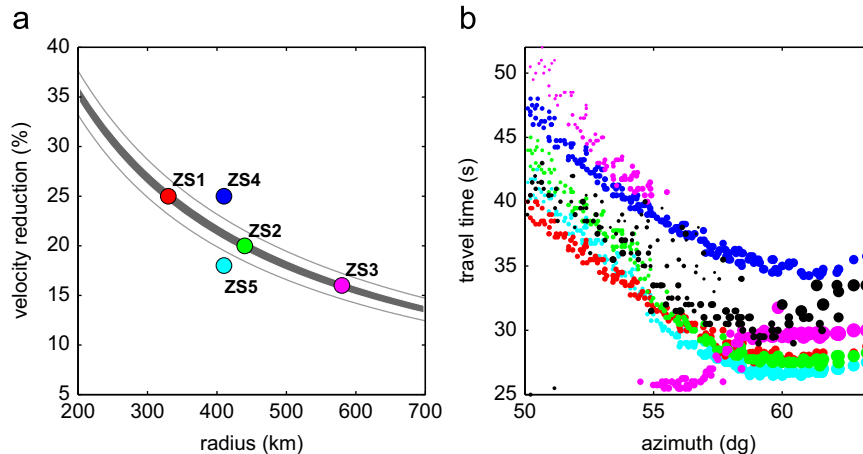 a
40
35
30
25
20
15
10
5
200 300 400 500 600 700
velocity reduction (%)
radius (km)
ZS1
ZS4
ZS2
ZS5
ZS3
b
50
45
40
35
30
25
50 55 60
travel time (s)
azimuth (dg)